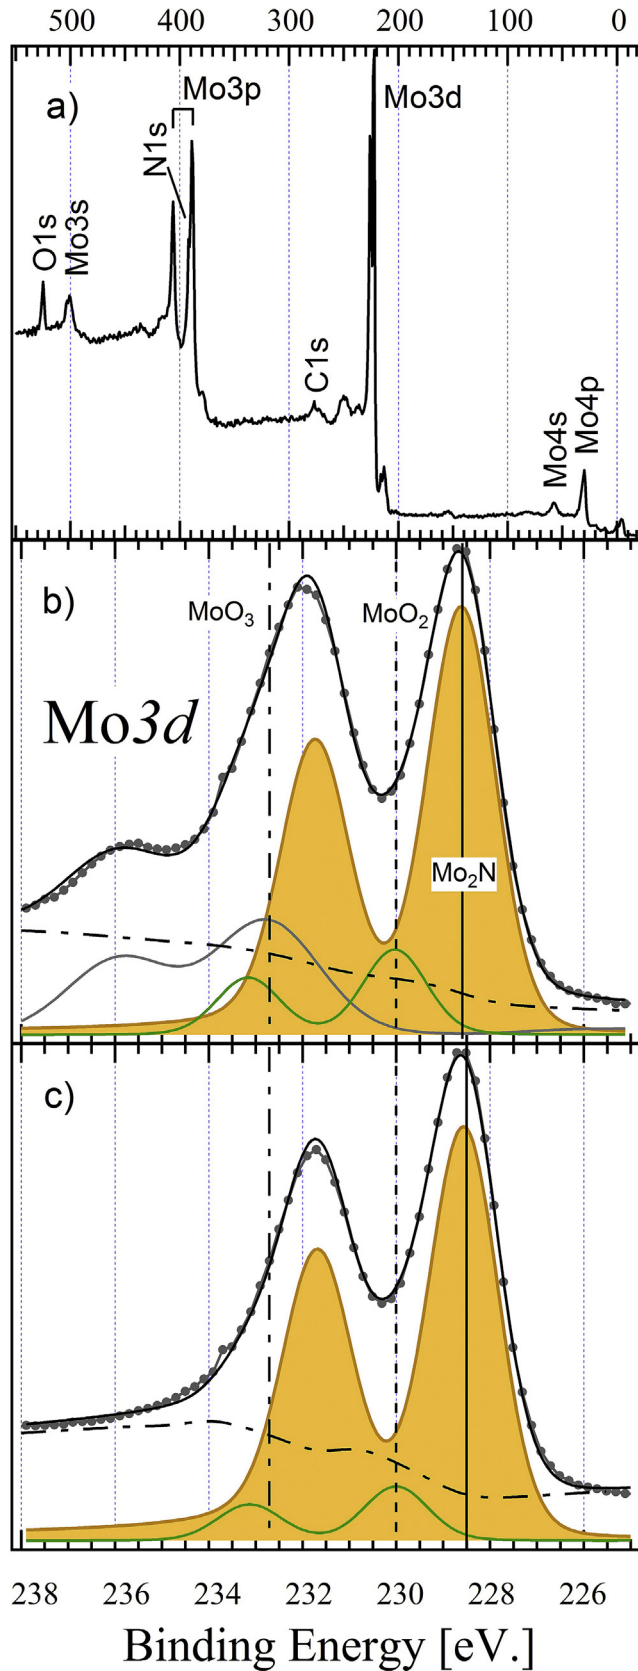 500 400 300 200 100 0
a)
Mo3p
Mo3d
N1s
O1s
Mo3s
C1s
Mo4s
Mo4p
b)
MoO₃
MoO₂
Mo3d
Mo₂N
c)
238 236 234 232 230 228 226
Binding Energy [eV.]